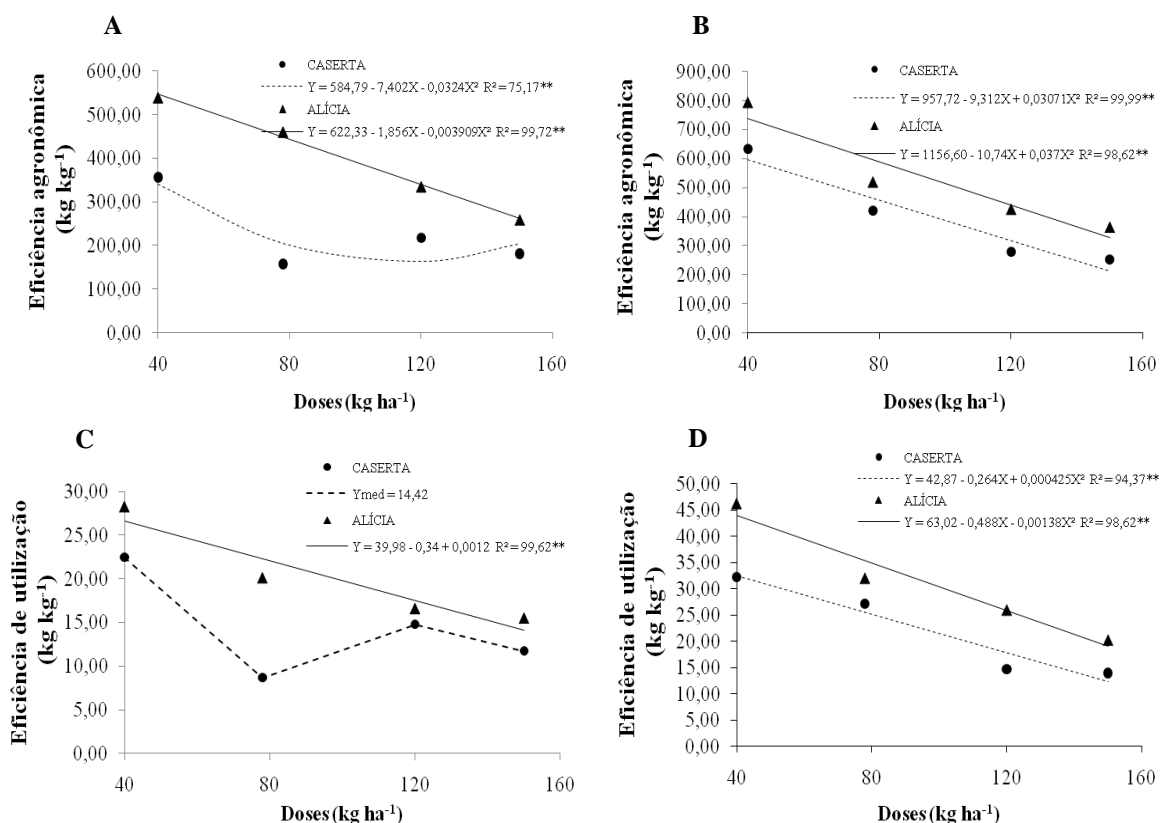 A
Eficiência agronômica
(kg kg⁻¹)
600,00
500,00
400,00
300,00
200,00
100,00
0,00
40
80
120
160
Doses (kg ha⁻¹)
CASERTA
Y = 584,79 - 7,402X - 0,0324X² R² = 75,17**
ALÍCIA
Y = 622,33 - 1,856X - 0,003909X² R² = 99,72**
B
Eficiência agronômica
(kg kg⁻¹)
900,00
800,00
700,00
600,00
500,00
400,00
300,00
200,00
100,00
0,00
40
80
120
160
Doses (kg ha⁻¹)
CASERTA
Y = 957,72 - 9,312X + 0,03071X² R² = 99,99**
ALÍCIA
Y = 1156,60 - 10,74X + 0,037X² R² = 98,62**
C
Eficiência de utilização
(kg kg⁻¹)
30,00
25,00
20,00
15,00
10,00
5,00
0,00
40
80
120
160
Doses (kg ha⁻¹)
CASERTA
Ymed = 14,42
ALÍCIA
Y = 39,98 - 0,34 + 0,0012 R² = 99,62**
D
Eficiência de utilização
(kg kg⁻¹)
50,00
45,00
40,00
35,00
30,00
25,00
20,00
15,00
10,00
5,00
0,00
40
80
120
160
Doses (kg ha⁻¹)
CASERTA
Y = 42,87 - 0,264X + 0,000425X² R² = 94,37**
ALÍCIA
Y = 63,02 - 0,488X - 0,00138X² R² = 98,62**